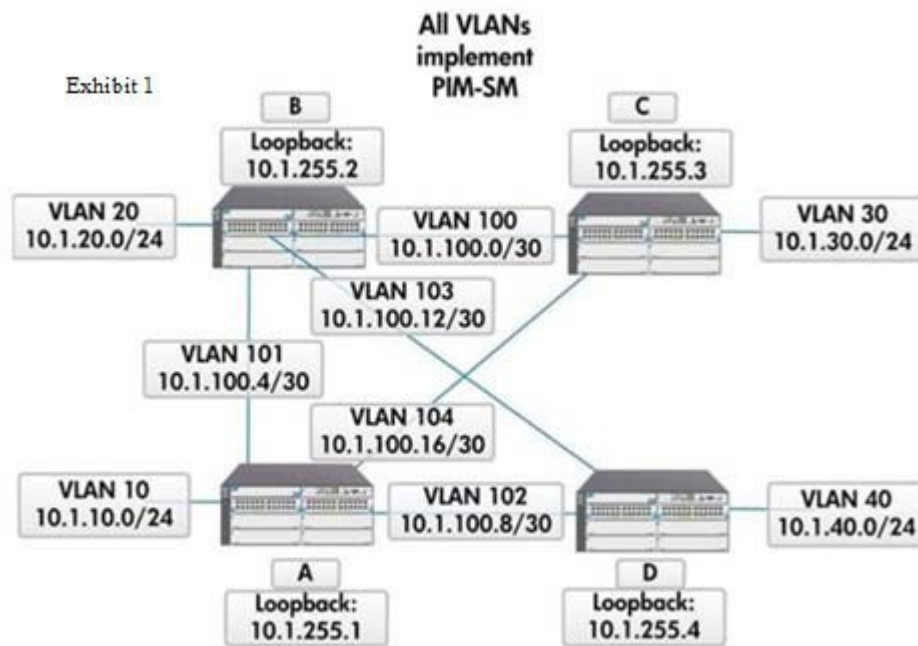 All VLANs
implement
PIM-SM
Exhibit 1
B
Loopback:
10.1.255.2
C
Loopback:
10.1.255.3
VLAN 20
10.1.20.0/24
VLAN 100
10.1.100.0/30
VLAN 30
10.1.30.0/24
VLAN 103
10.1.100.12/30
VLAN 101
10.1.100.4/30
VLAN 104
10.1.100.16/30
VLAN 10
10.1.10.0/24
VLAN 102
10.1.100.8/30
VLAN 40
10.1.40.0/24
A
Loopback:
10.1.255.1
D
Loopback:
10.1.255.4